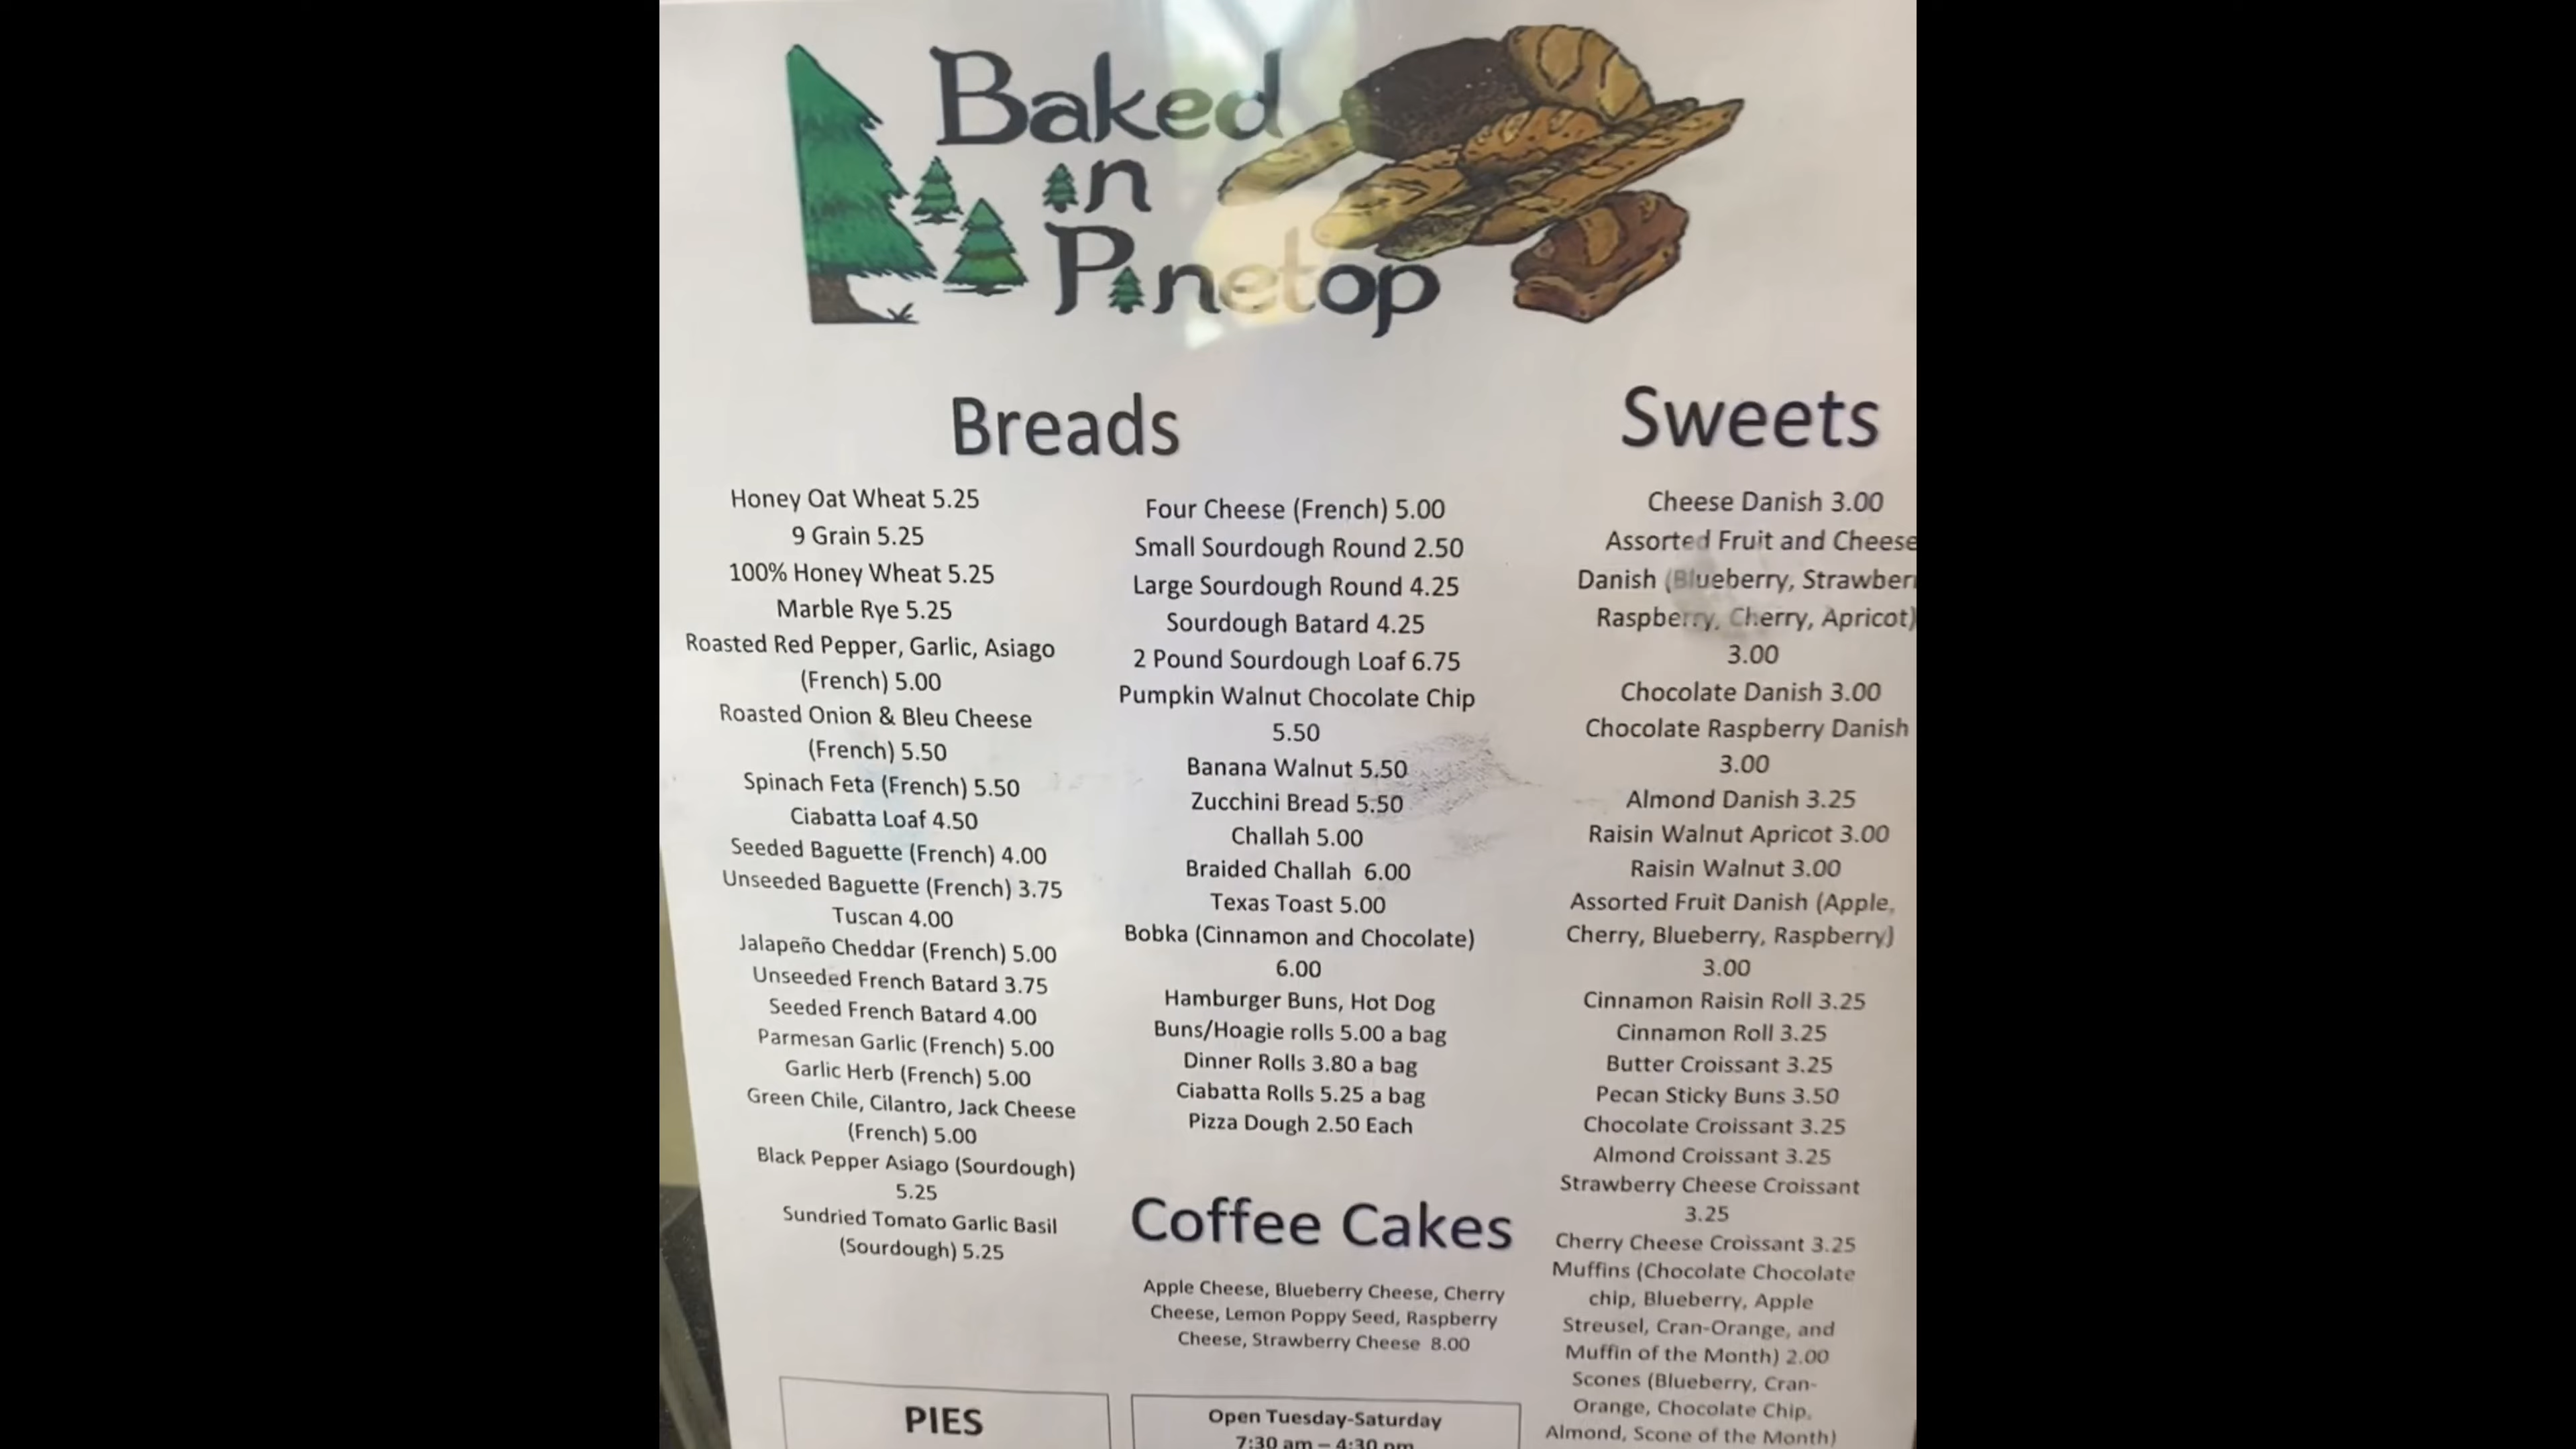 Baked
in
Pinetop
Breads
Honey Oat Wheat 5.25
9 Grain 5.25
100% Honey Wheat 5.25
Marble Rye 5.25
Roasted Red Pepper, Garlic, Asiago
(French) 5.00
Roasted Onion & Bleu Cheese
(French) 5.50
Spinach Feta (French) 5.50
Ciabatta Loaf 4.50
Seeded Baguette (French) 4.00
Unseeded Baguette (French) 3.75
Tuscan 4.00
Jalapeño Cheddar (French) 5.00
Unseeded French Batard 3.75
Seeded French Batard 4.00
Parmesan Garlic (French) 5.00
Garlic Herb (French) 5.00
Green Chile, Cilantro, Jack Cheese
(French) 5.00
Black Pepper Asiago (Sourdough)
5.25
Sundried Tomato Garlic Basil
(Sourdough) 5.25
Four Cheese (French) 5.00
Small Sourdough Round 2.50
Large Sourdough Round 4.25
Sourdough Batard 4.25
2 Pound Sourdough Loaf 6.75
Pumpkin Walnut Chocolate Chip
5.50
Banana Walnut 5.50
Zucchini Bread 5.50
Challah 5.00
Braided Challah 6.00
Texas Toast 5.00
Bobka (Cinnamon and Chocolate)
6.00
Hamburger Buns, Hot Dog
Buns/Hoagie rolls 5.00 a bag
Dinner Rolls 3.80 a bag
Ciabatta Rolls 5.25 a bag
Pizza Dough 2.50 Each
Coffee Cakes
Apple Cheese, Blueberry Cheese, Cherry
Cheese, Lemon Poppy Seed, Raspberry
Cheese, Strawberry Cheese 8.00
Sweets
Cheese Danish 3.00
Assorted Fruit and Cheese
Danish (Blueberry, Strawber
Raspberry, Cherry, Apricot)
3.00
Chocolate Danish 3.00
Chocolate Raspberry Danish
3.00
Almond Danish 3.25
Raisin Walnut Apricot 3.00
Raisin Walnut 3.00
Assorted Fruit Danish (Apple,
Cherry, Blueberry, Raspberry)
3.00
Cinnamon Raisin Roll 3.25
Cinnamon Roll 3.25
Butter Croissant 3.25
Pecan Sticky Buns 3.50
Chocolate Croissant 3.25
Almond Croissant 3.25
Strawberry Cheese Croissant
3.25
Cherry Cheese Croissant 3.25
Muffins (Chocolate Chocolate
chip, Blueberry, Apple
Streusel, Cran-Orange, and
Muffin of the Month) 2.00
Scones (Blueberry, Cran-
Orange, Chocolate Chip,
Almond, Scone of the Month)
PIES
Open Tuesday-Saturday
7:30 am – 4:30 pm